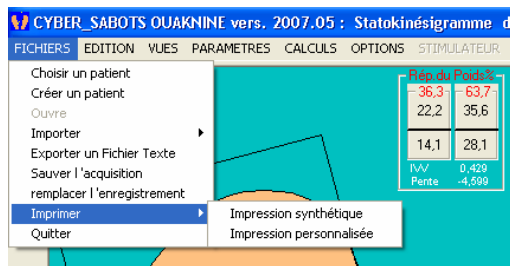 CYBER_SABOTS OUAKNINE vers. 2007.05 : Statokinésigramme d
FICHIERS EDITION VUES PARAMETRES CALCULS OPTIONS STIMULATEUR
Choisir un patient
Créer un patient
Ouvre
Importer
Exporter un Fichier Texte
Sauver l'acquisition
remplacer l'enregistrement
Imprimer
Quitter
Impression synthétique
Impression personnalisée
Rép.du Poids%
36,3 63,7
22,2 35,6
14,1 28,1
IVV 0,429
Pente -4,599